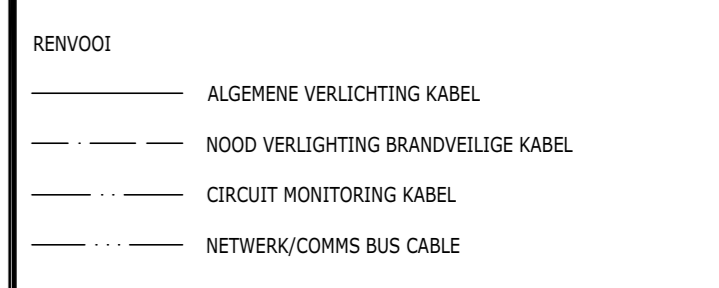 RENVOOI
ALGEMENE VERLICHTING KABEL
NOOD VERLIGHTING BRANDVEILIGE KABEL
CIRCUIT MONITORING KABEL
NETWERK/COMMS BUS CABLE